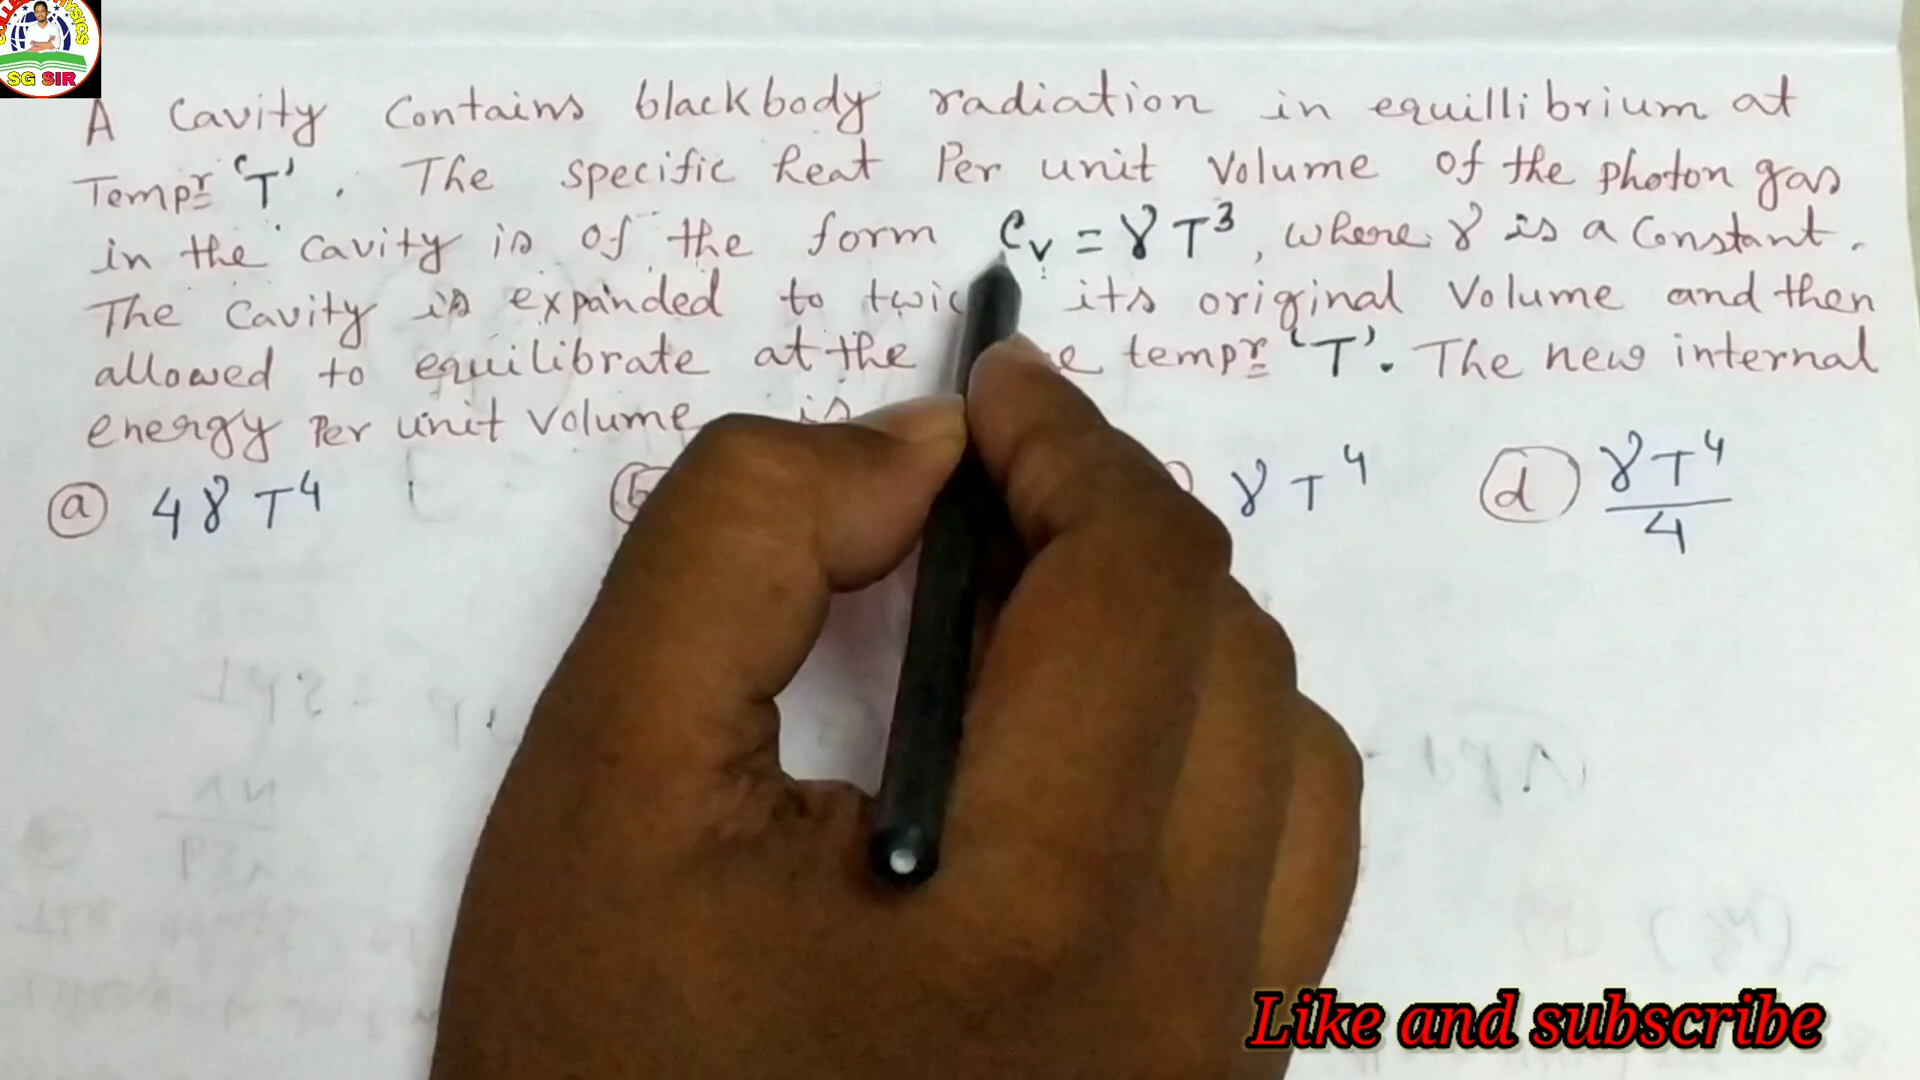 SG SIR
A Cavity Contains blackbody radiation in equillibrium at
Tempr 'T'. The specific heat Per unit volume of the photon gas
in the cavity is of the form Cv = γT³, where γ is a Constant.
The Cavity is expanded to its original Volume and then
allowed to equilibrate at the tempr 'T'. The new internal
energy Per unit volume is
(a) 4γT⁴ γT⁴ (d) γT⁴/4
Like and subscribe